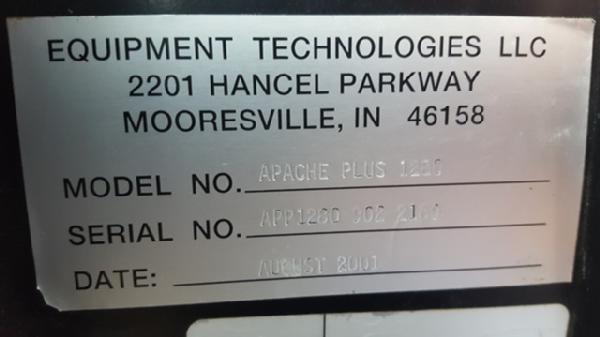 EQUIPMENT TECHNOLOGIES LLC
2201 HANCEL PARKWAY
MOORESVILLE, IN 46158
MODEL NO. APACHE PLUS
SERIAL NO.
DATE: AUGUST 2001